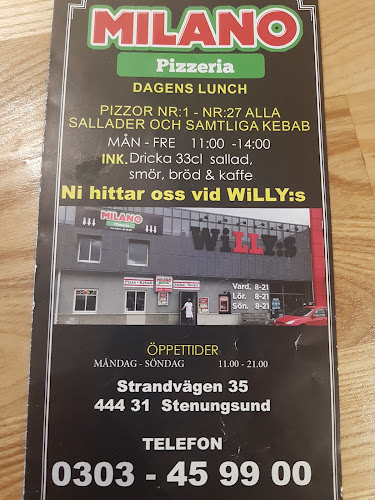 MILANO
Pizzeria
DAGENS LUNCH
PIZZOR NR:1 - NR:27 ALLA
SALLADER OCH SAMTLIGA KEBAB
MÅN - FRE 11:00 -14:00
INK. Dricka 33cl sallad,
smör, bröd & kaffe
Ni hittar oss vid WiLLY:s
MILANO
WiLLY:S
Vard. 8-21
Lör. 8-21
Sön. 8-21
MILANO
ÖPPETTIDER
MÅNDAG - SÖNDAG 11.00 - 21.00
Strandvägen 35
444 31 Stenungsund
TELEFON
0303 - 45 99 00